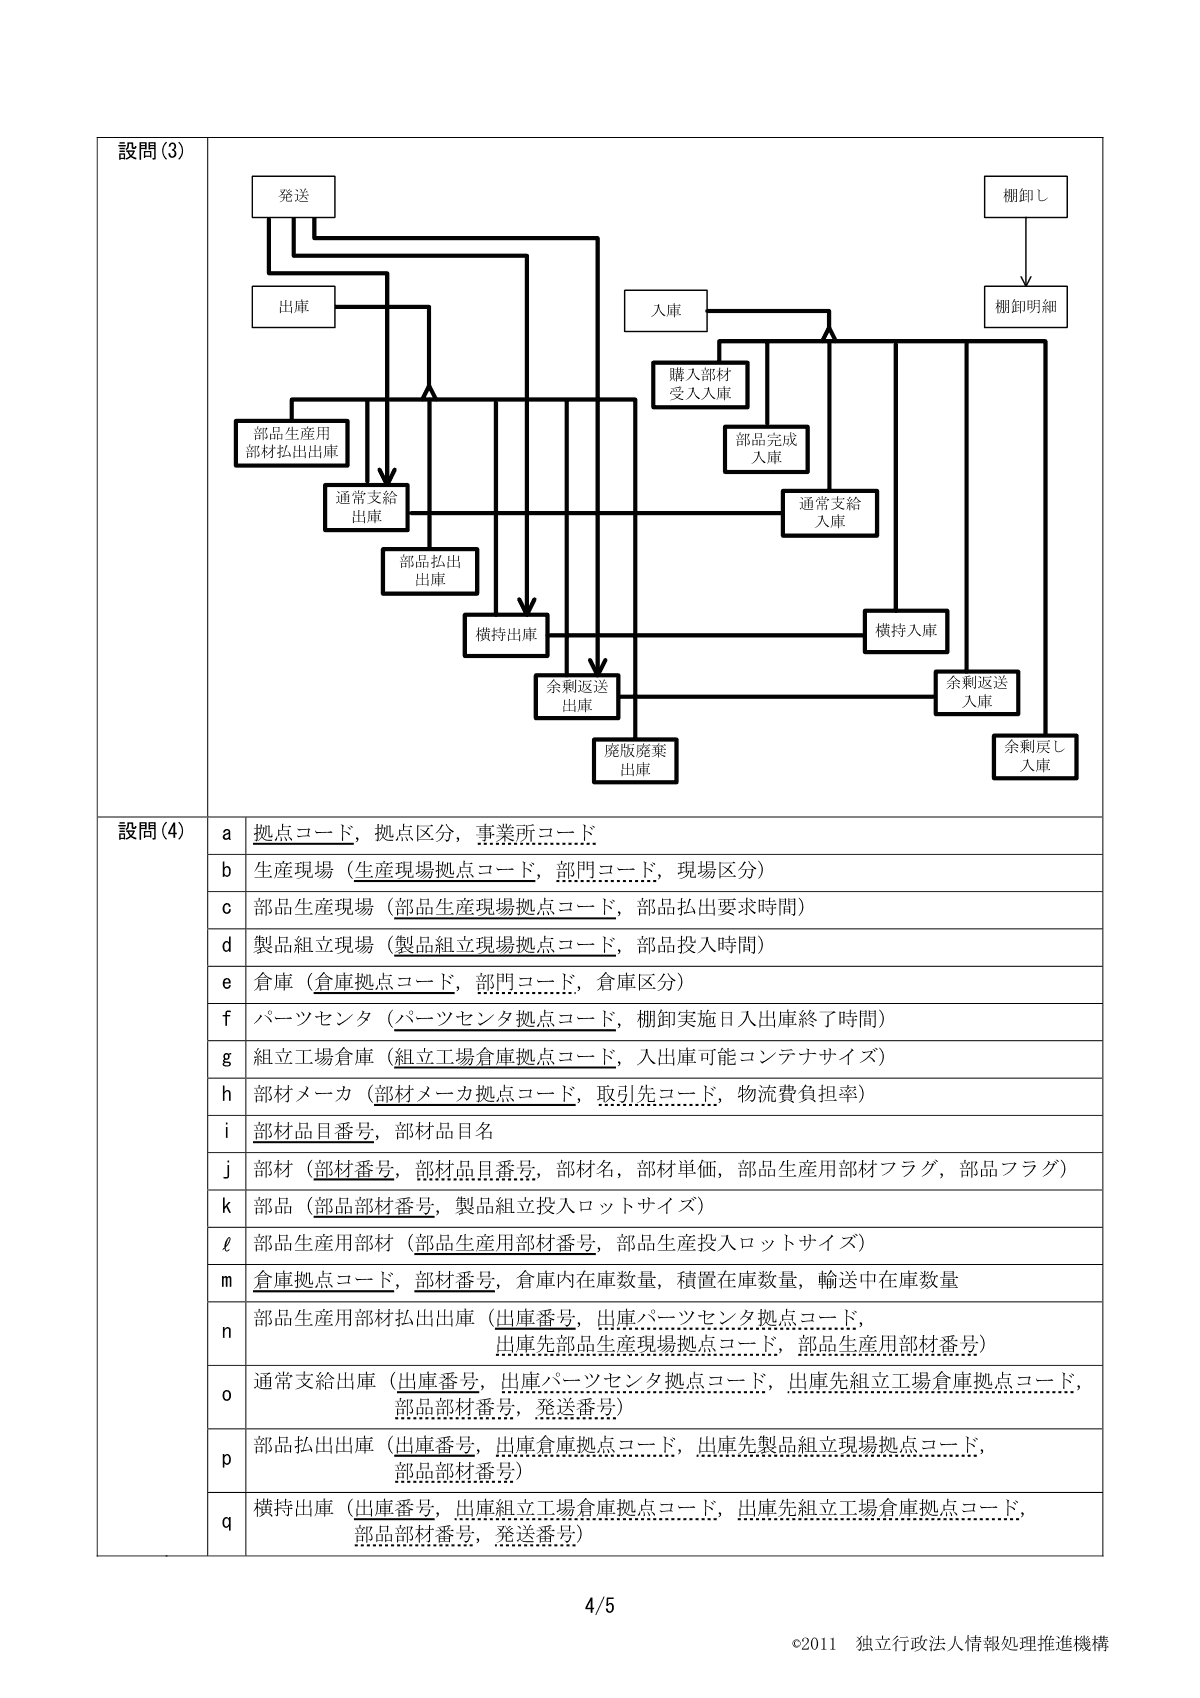 設問(3)
発送
棚卸し
出庫
入庫
棚卸明細
購入部材
受入入庫
部品生産用
部材払出出庫
部品完成
入庫
通常支給
出庫
通常支給
入庫
部品払出
出庫
横持出庫
横持入庫
余剰返送
出庫
余剰返送
入庫
廃版廃棄
出庫
余剰戻し
入庫
設問(4)
a 拠点コード，拠点区分，事業所コード
b 生産現場（生産現場拠点コード，部門コード，現場区分）
c 部品生産現場（部品生産現場拠点コード，部品払出要求時間）
d 製品組立現場（製品組立現場拠点コード，部品投入時間）
e 倉庫（倉庫拠点コード，部門コード，倉庫区分）
f パーツセンタ（パーツセンタ拠点コード，棚卸実施日入出庫終了時間）
g 組立工場倉庫（組立工場倉庫拠点コード，入出庫可能コンテナサイズ）
h 部材メーカ（部材メーカ拠点コード，取引先コード，物流費負担率）
i 部材品目番号，部材品目名
j 部材（部材番号，部材品目番号，部材名，部材単価，部品生産用部材フラグ，部品フラグ）
k 部品（部品部材番号，製品組立投入ロットサイズ）
ℓ 部品生産用部材（部品生産用部材番号，部品生産投入ロットサイズ）
m 倉庫拠点コード，部材番号，倉庫内在庫数量，積置在庫数量，輸送中在庫数量
n 部品生産用部材払出出庫（出庫番号，出庫パーツセンタ拠点コード，
出庫先部品生産現場拠点コード，部品生産用部材番号）
o 通常支給出庫（出庫番号，出庫パーツセンタ拠点コード，出庫先組立工場倉庫拠点コード，
部品部材番号，発送番号）
p 部品払出出庫（出庫番号，出庫倉庫拠点コード，出庫先製品組立現場拠点コード，
部品部材番号）
q 横持出庫（出庫番号，出庫組立工場倉庫拠点コード，出庫先組立工場倉庫拠点コード，
部品部材番号，発送番号）
4/5
©2011 独立行政法人情報処理推進機構